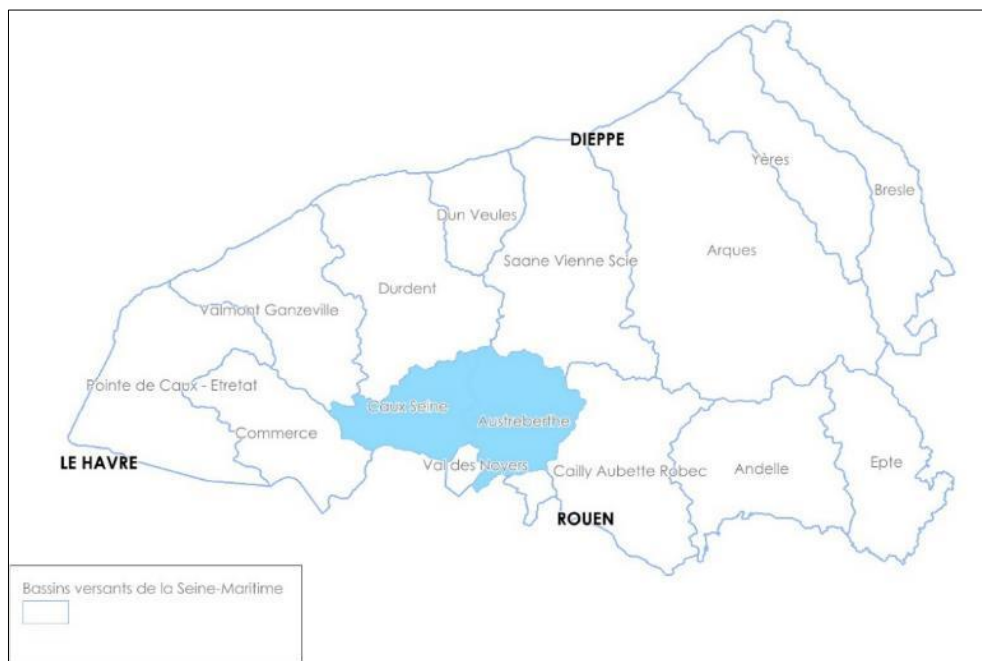 DIEPPE
Yères
Bresle
Dun Veules
Arques
Saane Vienne Scie
Durdent
Valmont Ganzeville
Pointe de Caux - Etretat
Caux Seine
Austreberthe
Commerce
LE HAVRE
Val des Noyers
Cailly Aubette Robec
Andelle
Epte
ROUEN
Bassins versants de la Seine-Maritime